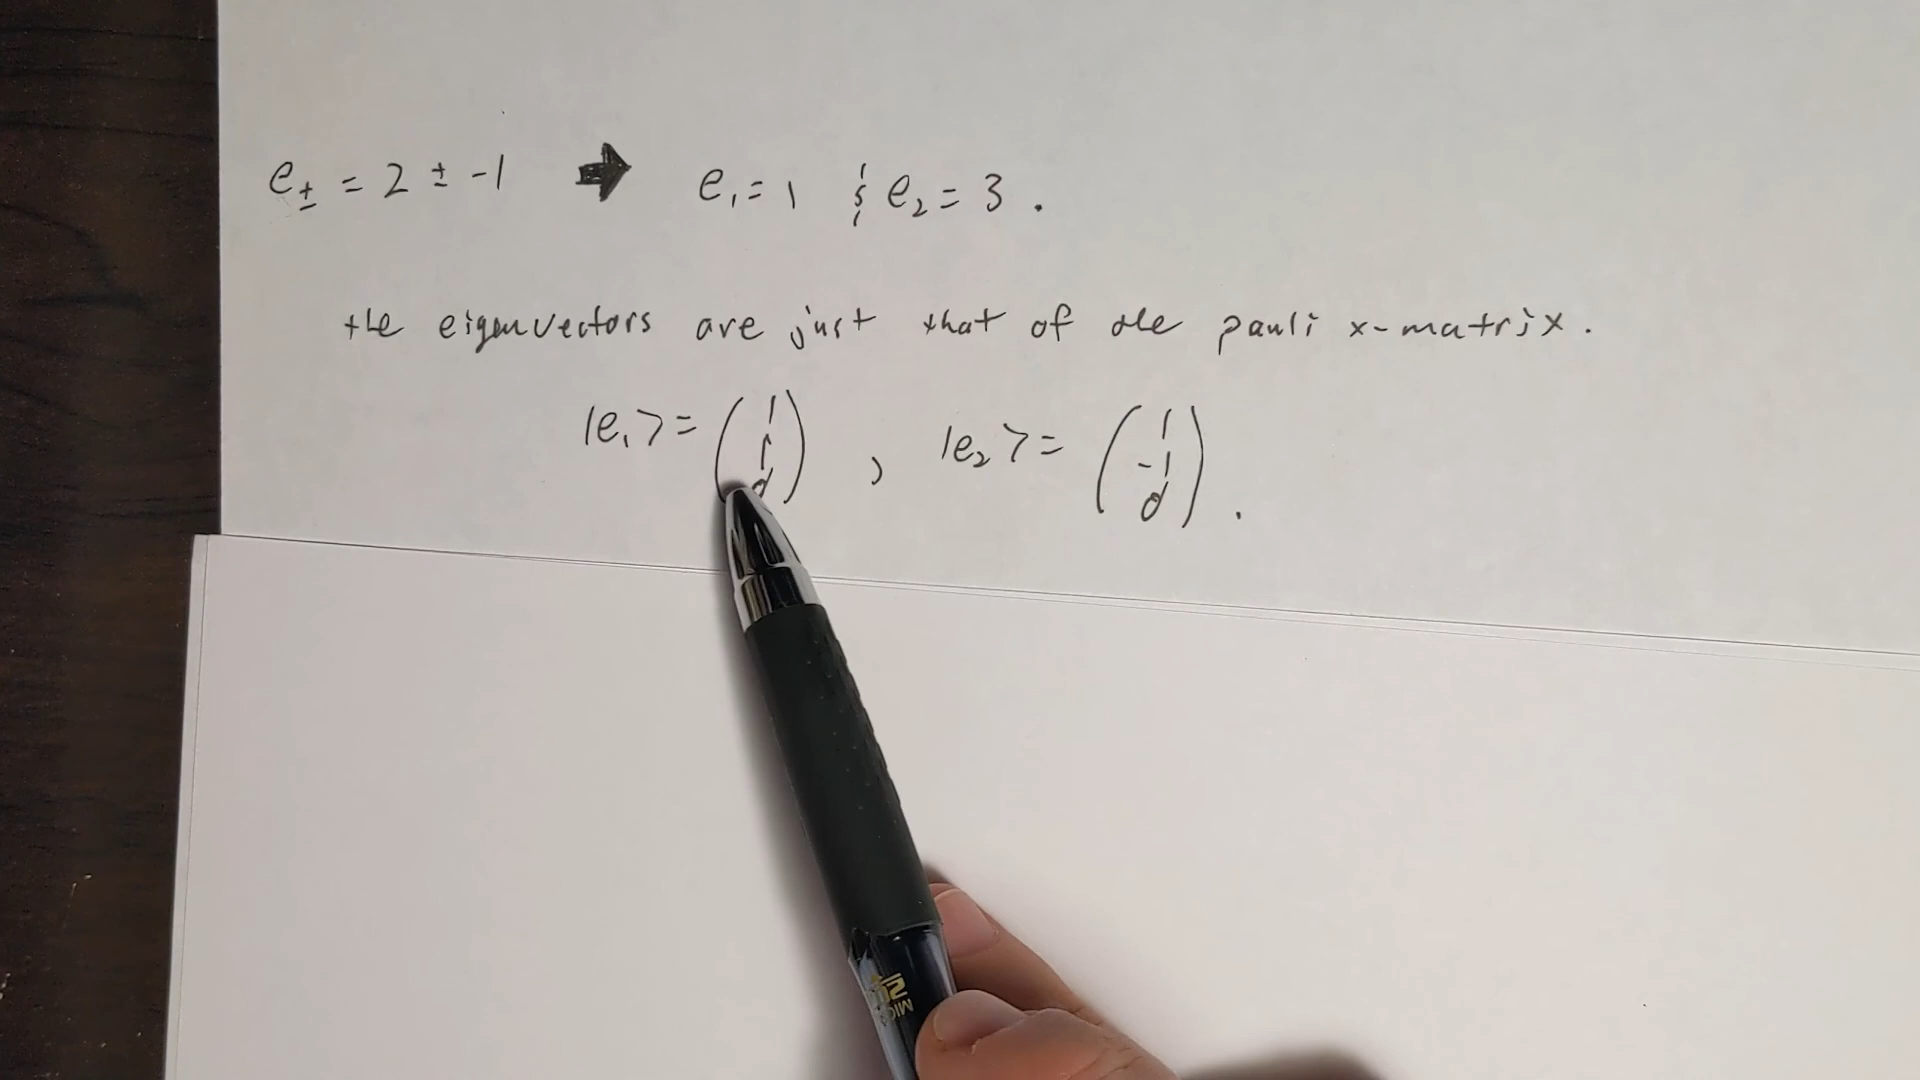 e± = 2 ± -1 → e₁ = 1 & e₂ = 3 .
the eigenvectors are just that of the pauli x-matrix.
|e₁> = (1 1 0) , |e₂> = (1 -1 0) .